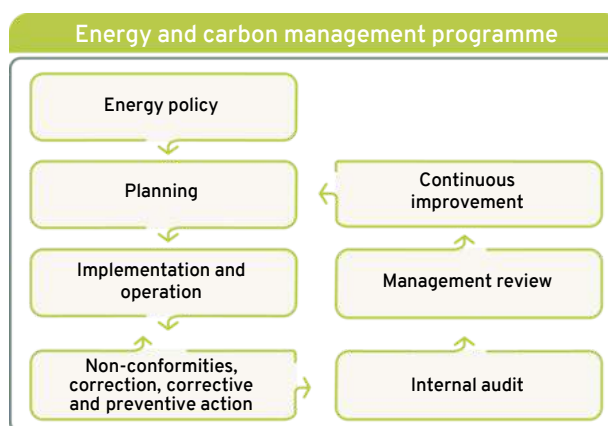 Energy and carbon management programme
Energy policy
Planning
Implementation and
operation
Non-conformities,
correction, corrective
and preventive action
Continuous
improvement
Management review
Internal audit